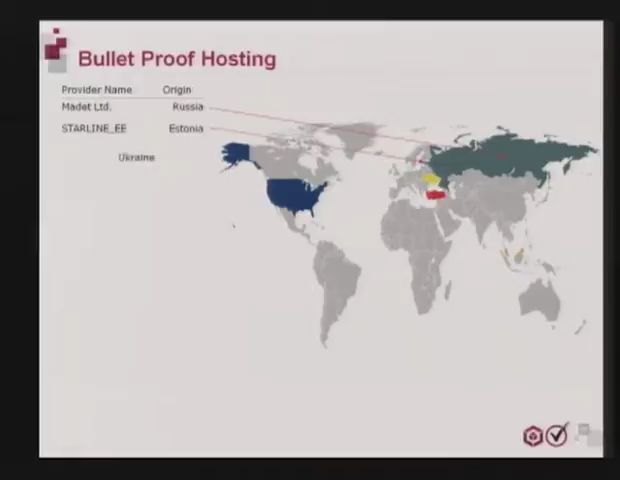 Bullet Proof Hosting
Provider Name Origin
Madet Ltd. Russia
STARLINE_EE Estonia
Ukraine